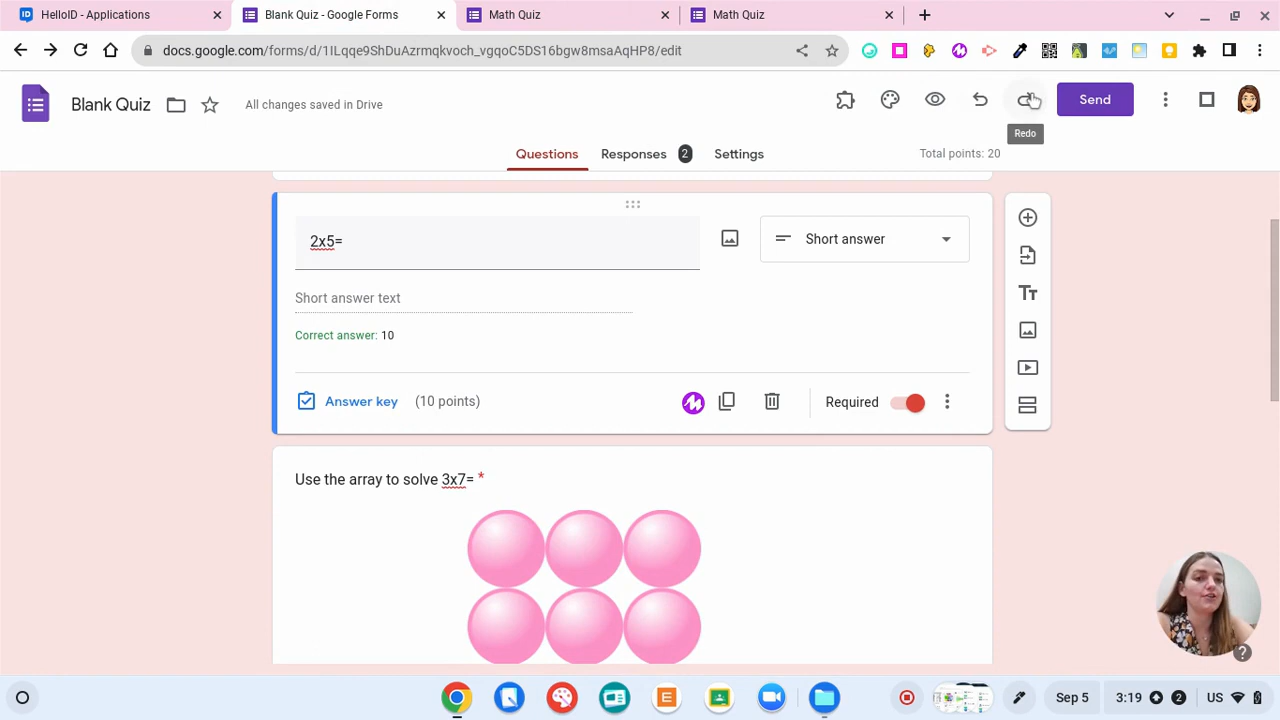 HelloID - Applications
Blank Quiz - Google Forms
Math Quiz
Math Quiz
docs.google.com/forms/d/1ILqqe9ShDuAzrmqkvoch_vgqoC5DS16bgw8msaAqHP8/edit
Blank Quiz
All changes saved in Drive
Send
Redo
Questions
Responses 2
Settings
Total points: 20
2x5=
Short answer
Short answer text
Correct answer: 10
Answer key
(10 points)
Required
Tт
Use the array to solve 3x7= *
Sep 5
3:19
2
US